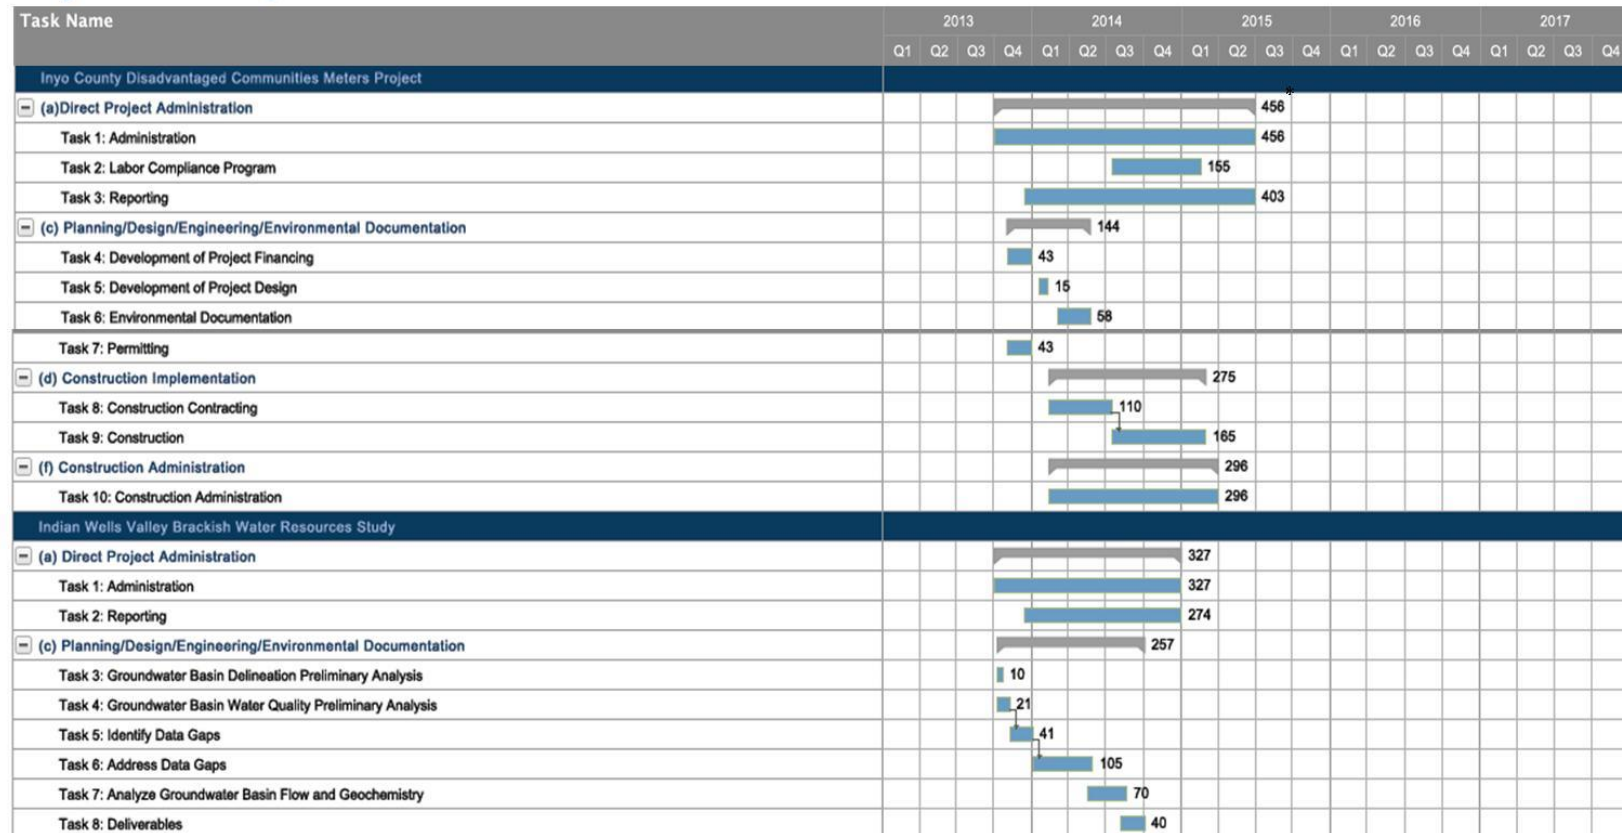 Task Name
2013 2014 2015 2016 2017
Q1 Q2 Q3 Q4 Q1 Q2 Q3 Q4 Q1 Q2 Q3 Q4 Q1 Q2 Q3 Q4 Q1 Q2 Q3 Q4
Inyo County Disadvantaged Communities Meters Project
*
(a)Direct Project Administration 456
Task 1: Administration 456
Task 2: Labor Compliance Program 155
Task 3: Reporting 403
(c) Planning/Design/Engineering/Environmental Documentation 144
Task 4: Development of Project Financing 43
Task 5: Development of Project Design 15
Task 6: Environmental Documentation 58
Task 7: Permitting 43
(d) Construction Implementation 275
Task 8: Construction Contracting 110
Task 9: Construction 165
(f) Construction Administration 296
Task 10: Construction Administration 296
Indian Wells Valley Brackish Water Resources Study
(a) Direct Project Administration 327
Task 1: Administration 327
Task 2: Reporting 274
(c) Planning/Design/Engineering/Environmental Documentation 257
Task 3: Groundwater Basin Delineation Preliminary Analysis 10
Task 4: Groundwater Basin Water Quality Preliminary Analysis 21
Task 5: Identify Data Gaps 41
Task 6: Address Data Gaps 105
Task 7: Analyze Groundwater Basin Flow and Geochemistry 70
Task 8: Deliverables 40